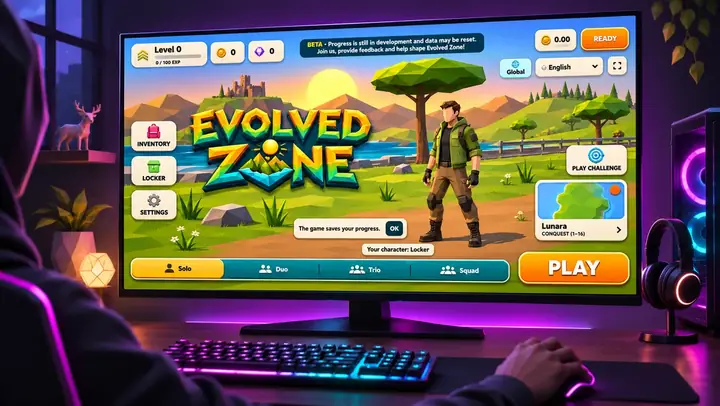 Level 0
0 / 100 EXP
0
0
BETA - Progress is still in development and data may be reset.
Join us, provide feedback and help shape Evolved Zone!
0.00
READY
Global
English
EVOLVED
ZONE
INVENTORY
LOCKER
SETTINGS
PLAY CHALLENGE
Lunara
CONQUEST (1–16)
The game saves your progress.
OK
Your character: Locker
Solo
Duo
Trio
Squad
PLAY